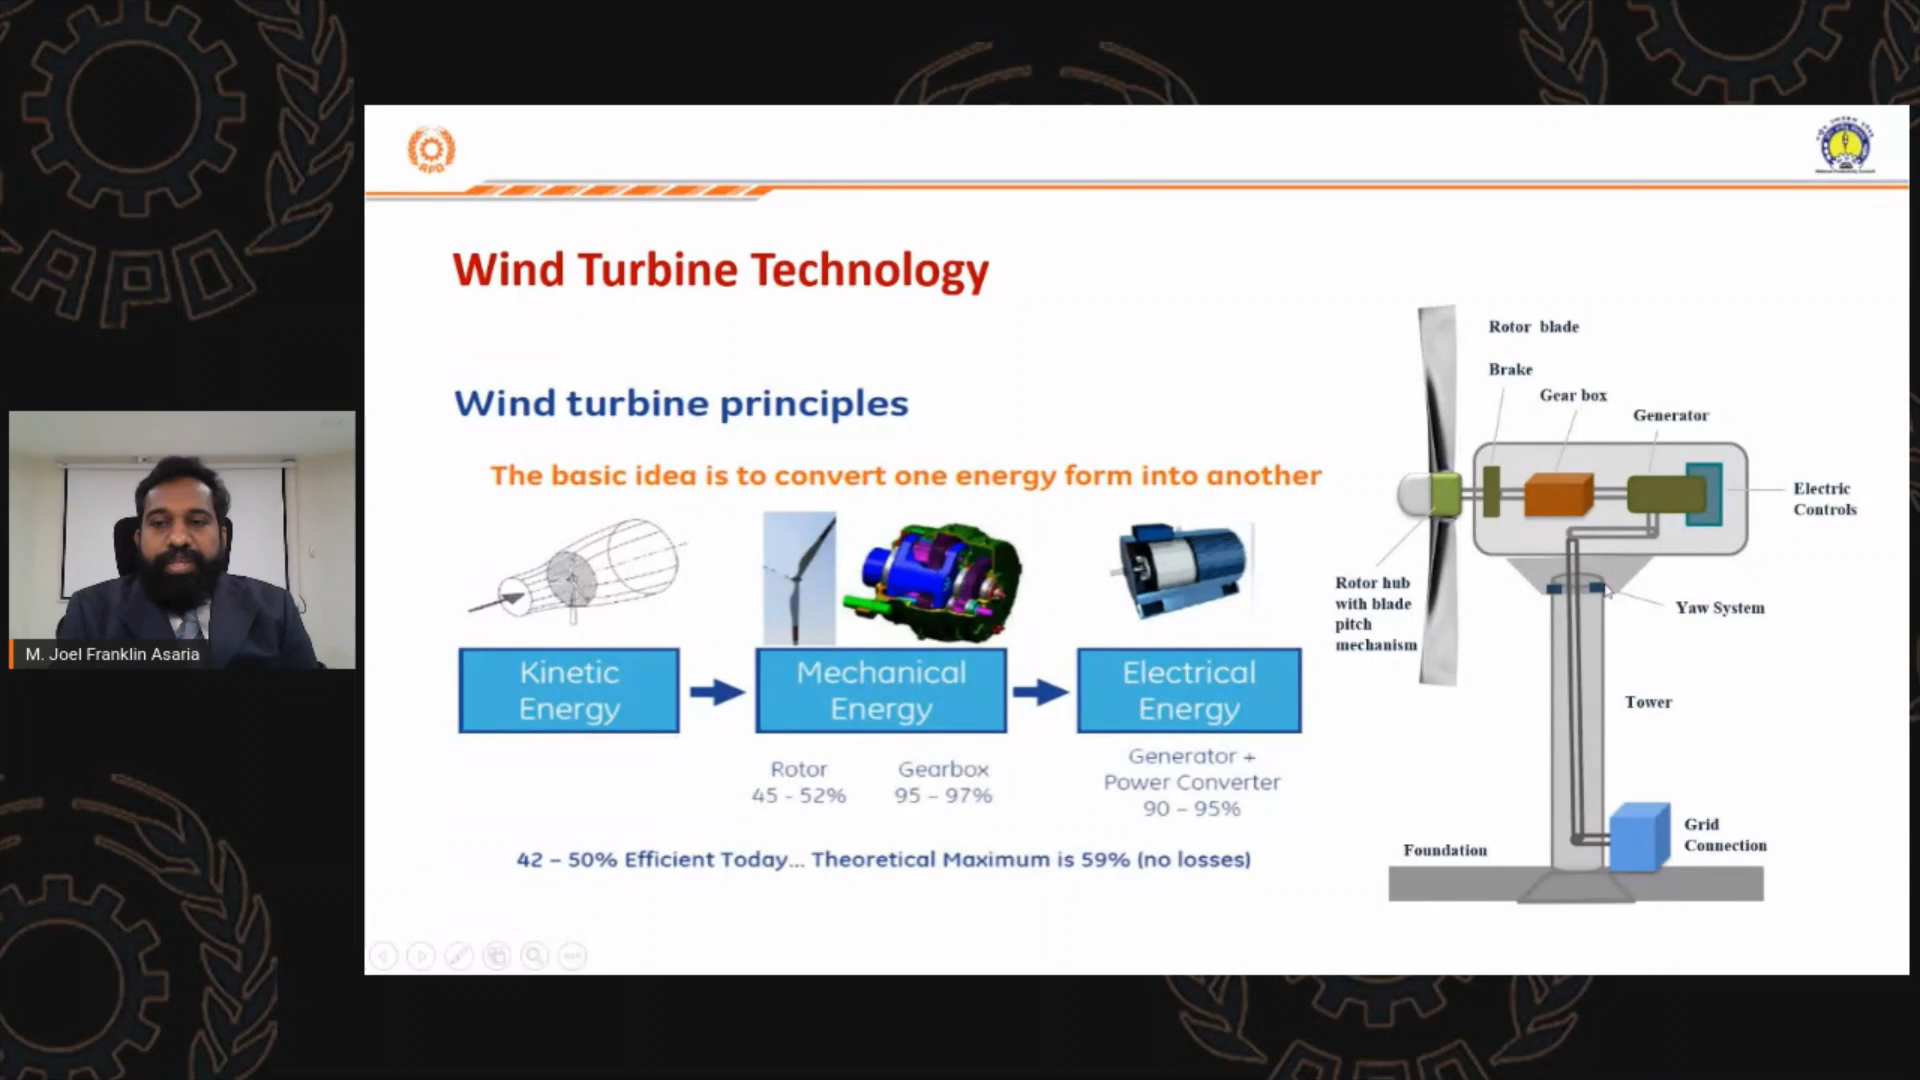 APO
Wind Turbine Technology
Wind turbine principles
The basic idea is to convert one energy form into another
Kinetic
Energy
Mechanical
Energy
Electrical
Energy
Rotor
45 - 52%
Gearbox
95 – 97%
Generator +
Power Converter
90 – 95%
42 – 50% Efficient Today... Theoretical Maximum is 59% (no losses)
Rotor blade
Brake
Gear box
Generator
Electric
Controls
Rotor hub
with blade
pitch
mechanism
Yaw System
Tower
Grid
Connection
Foundation
M. Joel Franklin Asaria
APO